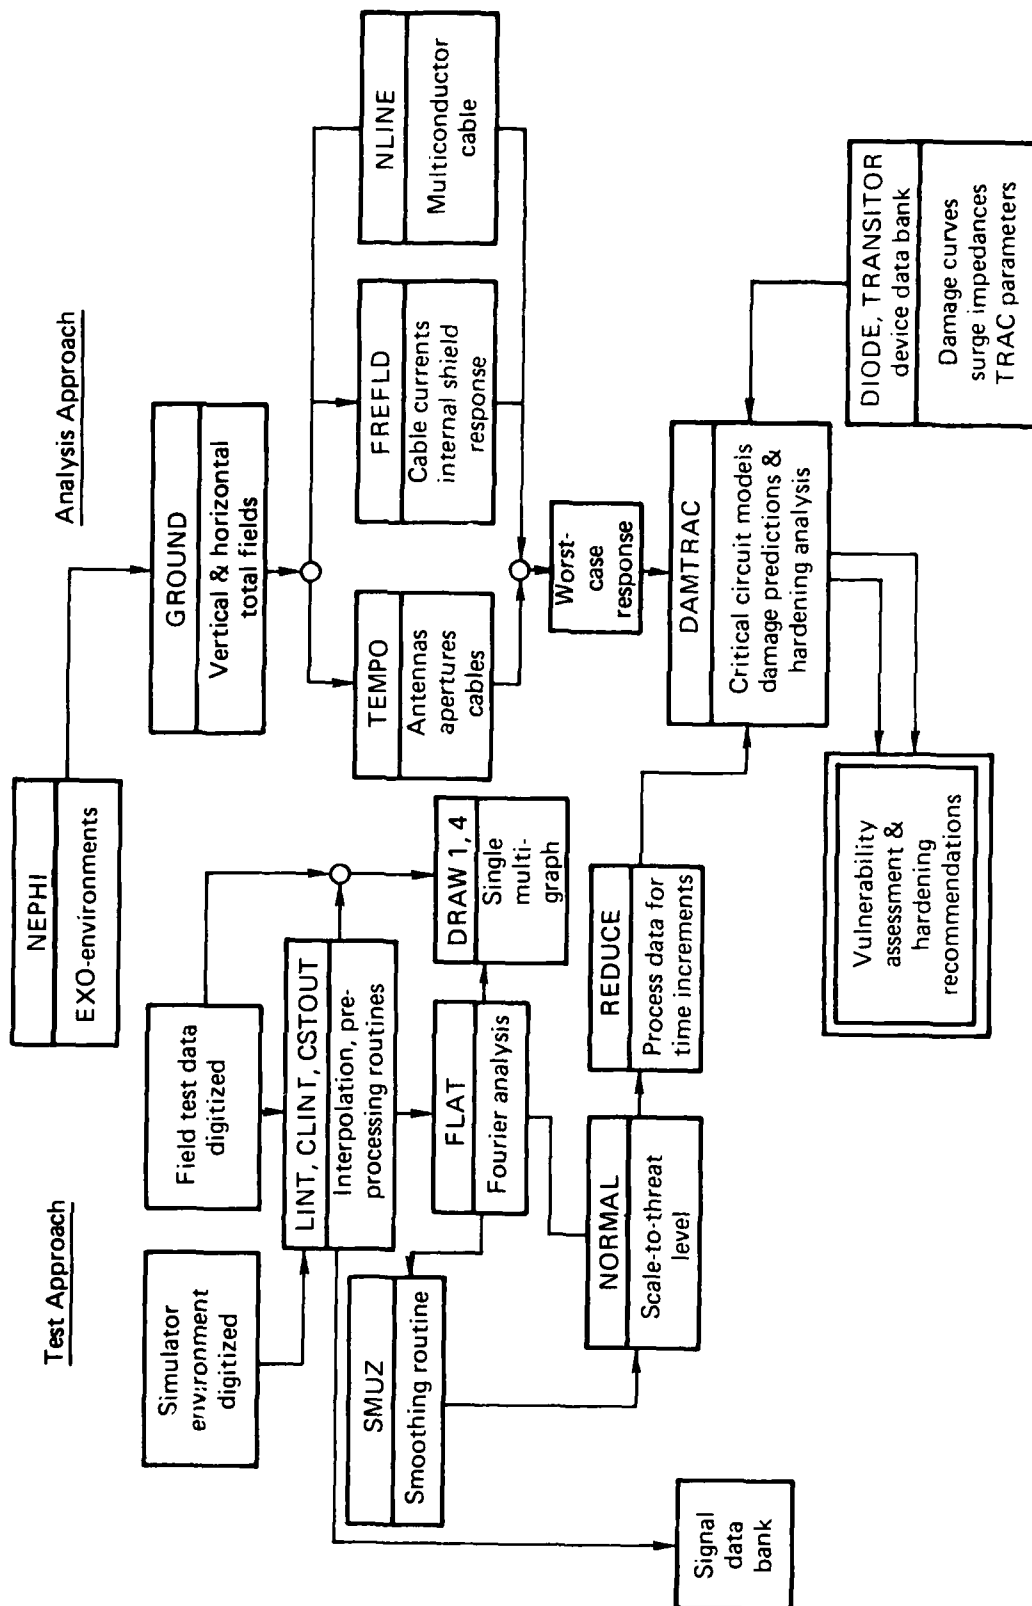 Test Approach
Analysis Approach
NEPHI
EXO-environments
Simulator
environment
digitized
Field test data
digitized
GROUND
Vertical & horizontal
total fields
LINT, CLINT, CSTOUT
Interpolation, pre-
processing routines
SMUZ
Smoothing routine
FLAT
Fourier analysis
DRAW 1, 4
Single
multi-
graph
TEMPO
Antennas
apertures
cables
FREFLD
Cable currents
internal shield
response
NLINE
Multiconductor
cable
Worst-
case
response
NORMAL
Scale-to-threat
level
REDUCE
Process data for
time increments
DAMTRAC
Critical circuit models
damage predictions &
hardening analysis
Signal
data
bank
Vulnerability
assessment &
hardening
recommendations
DIODE, TRANSITOR
device data bank
Damage curves
surge impedances
TRAC parameters